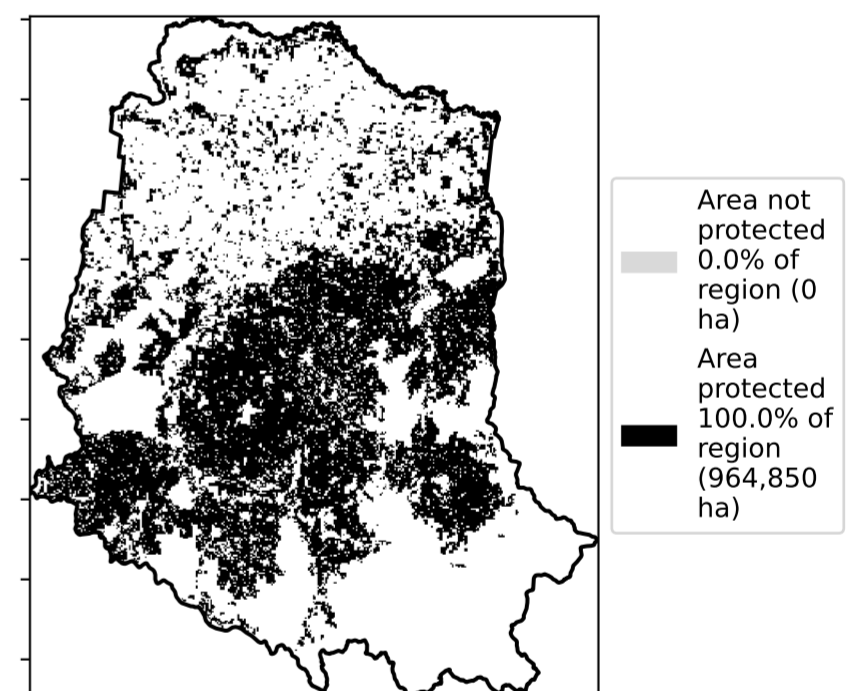 Area not
protected
0.0% of
region (0
ha)
Area
protected
100.0% of
region
(964,850
ha)